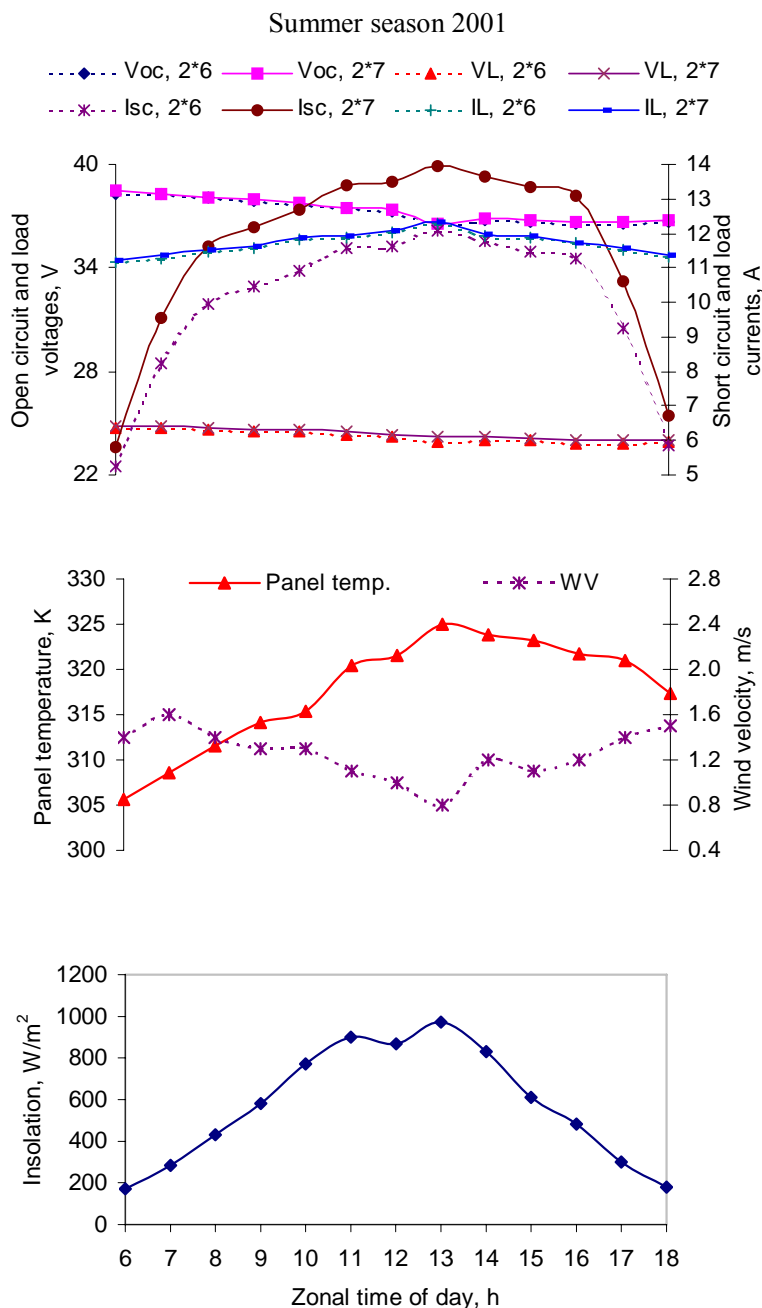 Summer season 2001
Voc, 2*6 Voc, 2*7 VL, 2*6 VL, 2*7
Isc, 2*6 Isc, 2*7 IL, 2*6 IL, 2*7
Open circuit and load
voltages, V
40
34
28
22
14
13
12
11
10
9
8
7
6
5
Short circuit and load
currents, A
Panel temp. WV
Panel temperature, K
330
325
320
315
310
305
300
2.8
2.4
2.0
1.6
1.2
0.8
0.4
Wind velocity, m/s
Insolation, W/m²
1200
1000
800
600
400
200
0
6 7 8 9 10 11 12 13 14 15 16 17 18
Zonal time of day, h